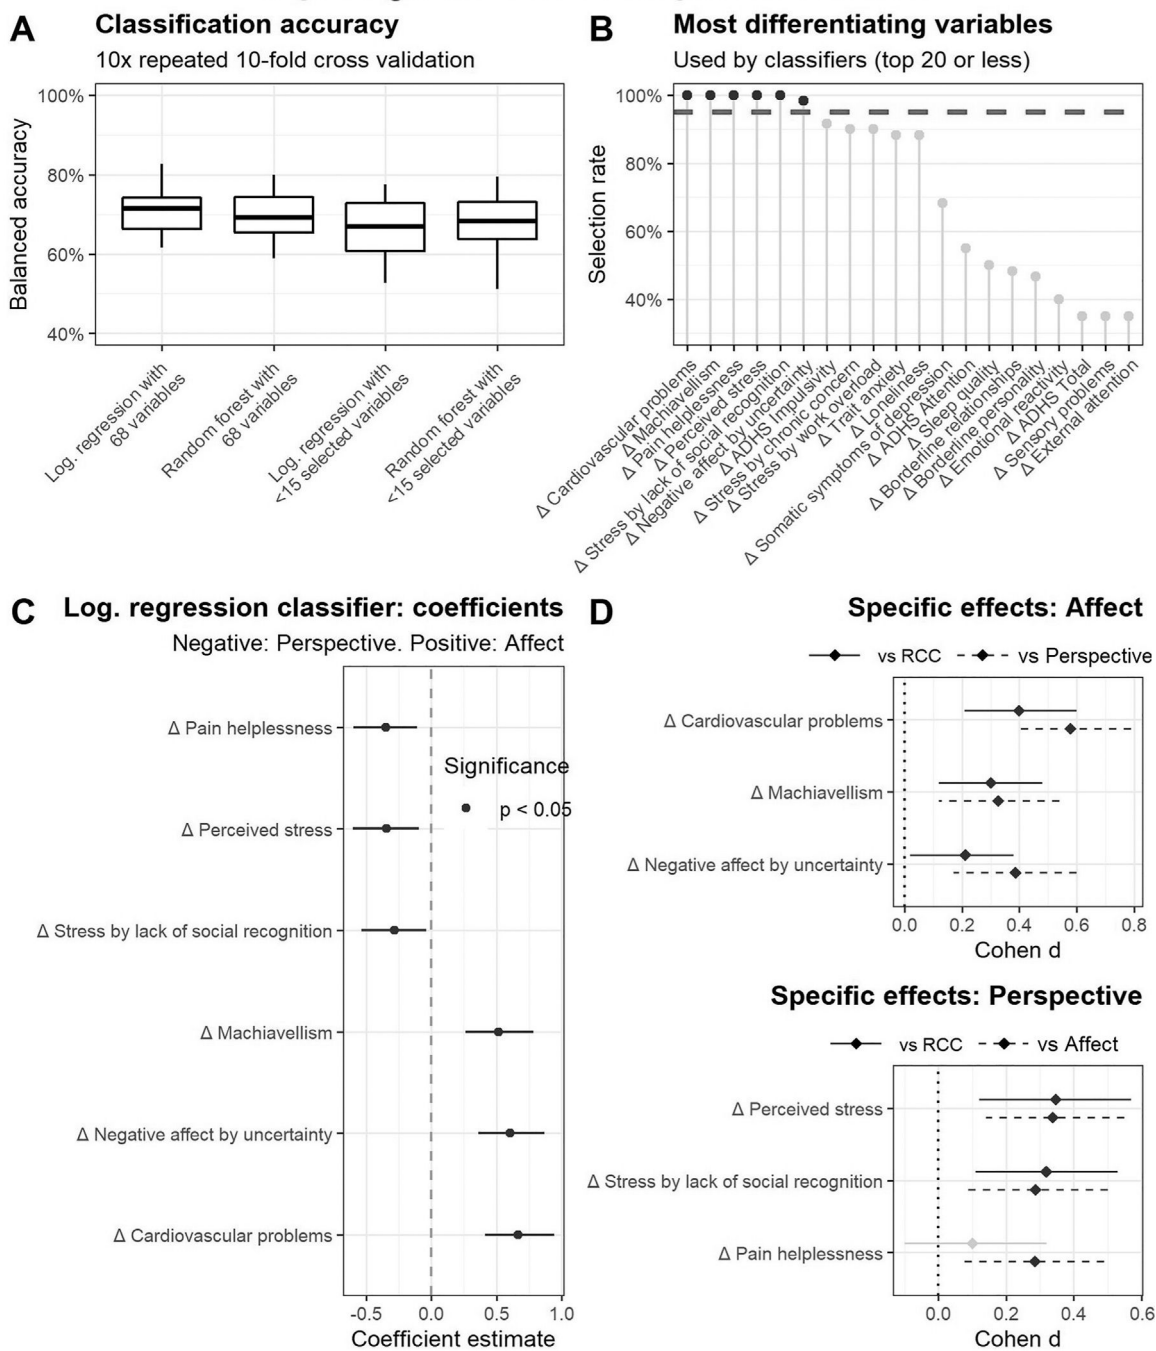 A
Classification accuracy
10x repeated 10-fold cross validation
Balanced accuracy
100%
80%
60%
40%
Log. regression with
68 variables
Random forest with
68 variables
Log. regression with
<15 selected variables
Random forest with
<15 selected variables
B
Most differentiating variables
Used by classifiers (top 20 or less)
Selection rate
100%
80%
60%
40%
Δ Cardiovascular problems
Δ Machiavellism
Δ Pain helplessness
Δ Perceived stress
Δ Stress by lack of social recognition
Δ Negative affect by uncertainty
Δ ADHS Impulsivity
Δ Stress by chronic concern
Δ Stress by work overload
Δ Trait anxiety
Δ Loneliness
Δ Somatic symptoms of depression
Δ ADHS Attention
Δ Sleep quality
Δ Borderline relationships
Δ Borderline personality
Δ Emotional reactivity
Δ ADHS Total
Δ Sensory problems
Δ External attention
C
Log. regression classifier: coefficients
Negative: Perspective. Positive: Affect
Δ Pain helplessness
Δ Perceived stress
Δ Stress by lack of social recognition
Δ Machiavellism
Δ Negative affect by uncertainty
Δ Cardiovascular problems
Significance
p < 0.05
-0.5 0.0 0.5 1.0
Coefficient estimate
D
Specific effects: Affect
vs RCC vs Perspective
Δ Cardiovascular problems
Δ Machiavellism
Δ Negative affect by uncertainty
0.0 0.2 0.4 0.6 0.8
Cohen d
Specific effects: Perspective
vs RCC vs Affect
Δ Perceived stress
Δ Stress by lack of social recognition
Δ Pain helplessness
0.0 0.2 0.4 0.6
Cohen d